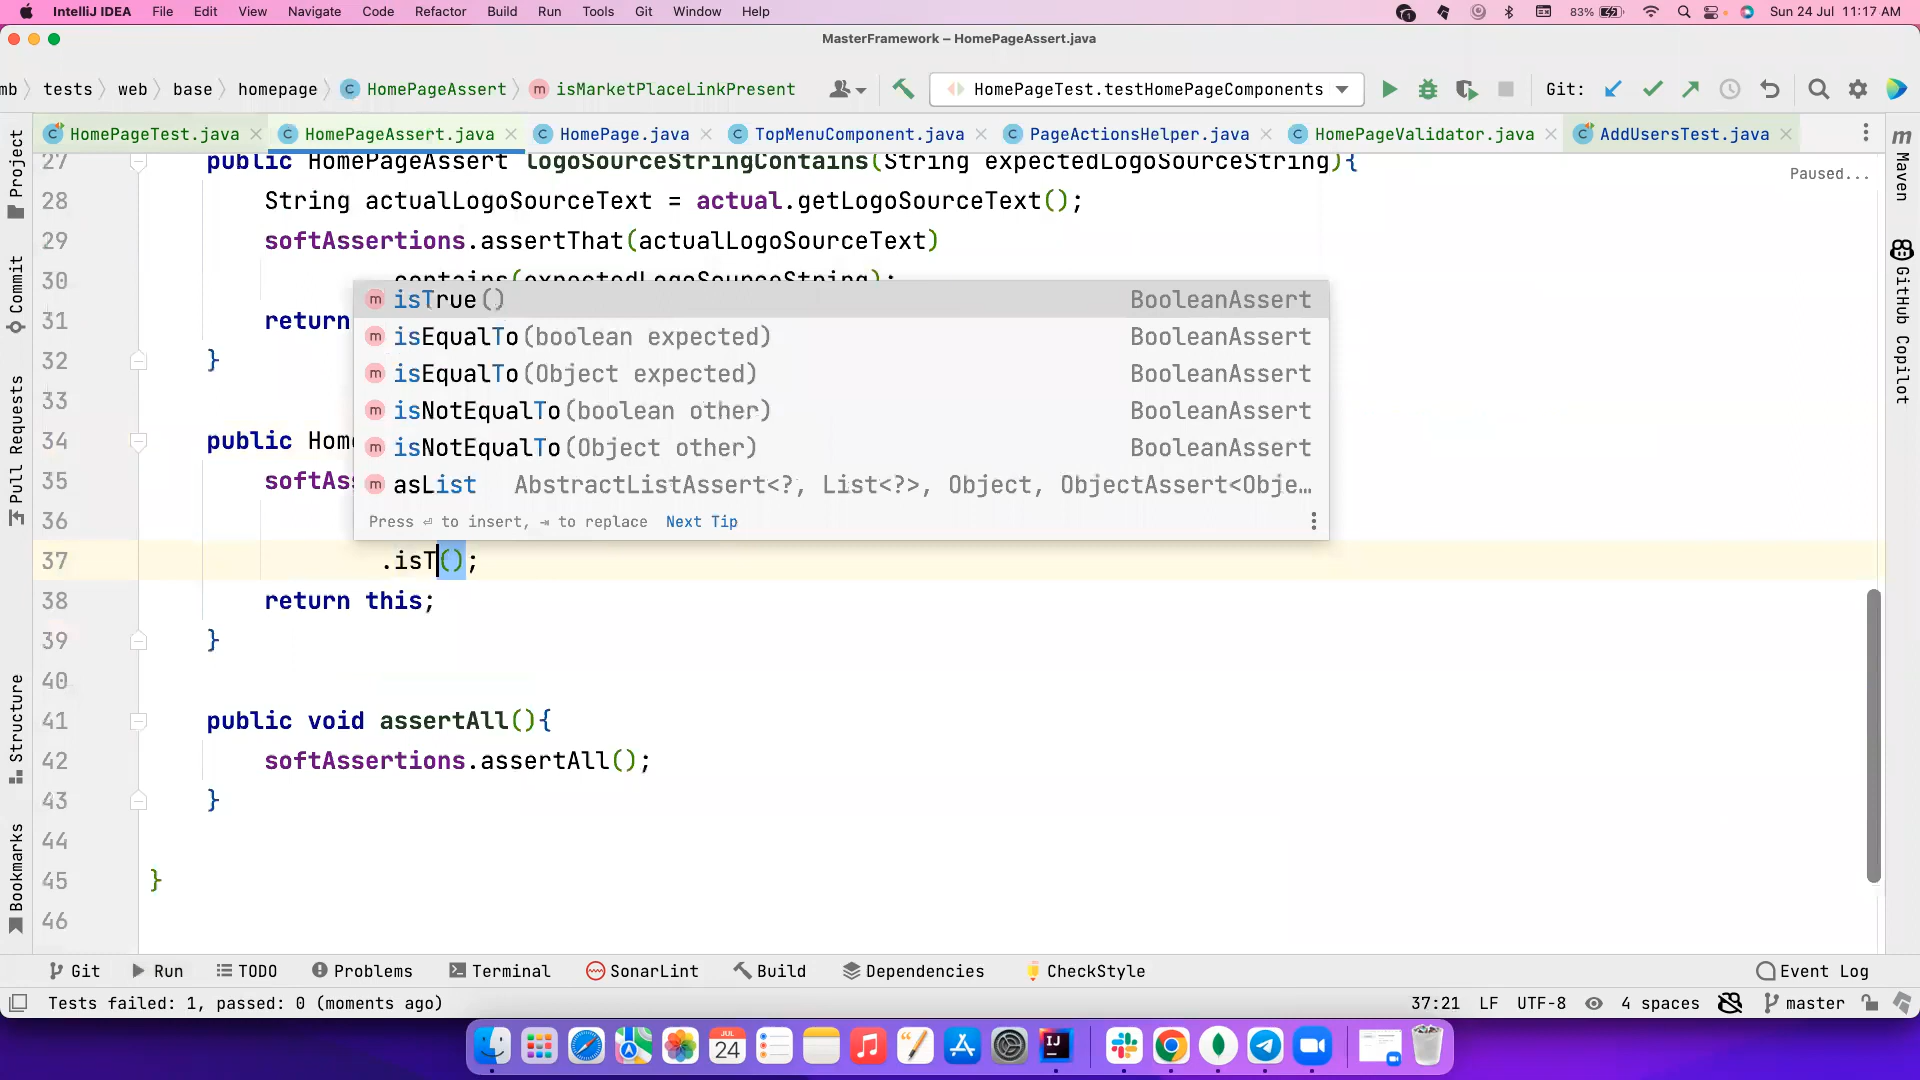 IntelliJ IDEA File Edit View Navigate Code Refactor Build Run Tools Git Window Help 1 83% Sun 24 Jul 11:17 AM
MasterFramework – HomePageAssert.java
mb tests web base homepage C HomePageAssert m isMarketPlaceLinkPresent HomePageTest.testHomePageComponents Git:
HomePageTest.java HomePageAssert.java HomePage.java TopMenuComponent.java PageActionsHelper.java HomePageValidator.java AddUsersTest.java
Paused...
27 public HomePageAssert logoSourceStringContains(String expectedLogoSourceString){
28 String actualLogoSourceText = actual.getLogoSourceText();
29 softAssertions.assertThat(actualLogoSourceText)
30 .contains(expectedLogoSourceString);
31 return
32 }
33
34 public Hom
35 softAss
36
37 .isT();
38 return this;
39 }
40
41 public void assertAll(){
42 softAssertions.assertAll();
43 }
44
45 }
46
m isTrue() BooleanAssert
m isEqualTo(boolean expected) BooleanAssert
m isEqualTo(Object expected) BooleanAssert
m isNotEqualTo(boolean other) BooleanAssert
m isNotEqualTo(Object other) BooleanAssert
m asList AbstractListAssert<?, List<?>, Object, ObjectAssert<Obje…
Press ⏎ to insert, ⇥ to replace Next Tip
Project
Commit
Pull Requests
Structure
Bookmarks
m Maven
GitHub Copilot
Git Run TODO Problems Terminal SonarLint Build Dependencies CheckStyle Event Log
Tests failed: 1, passed: 0 (moments ago) 37:21 LF UTF-8 4 spaces master
JUL
24
IJ